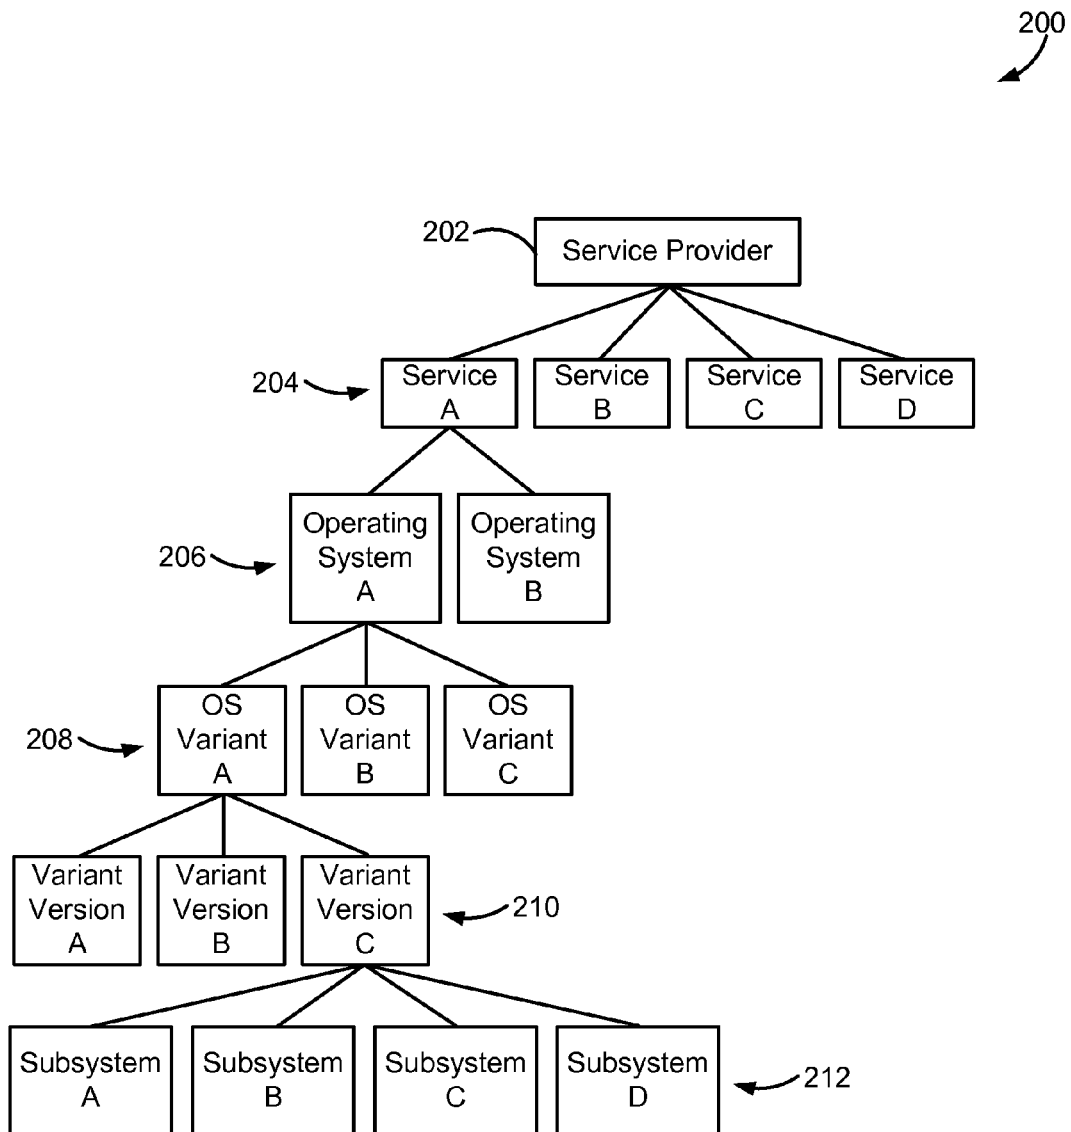 200
202
Service Provider
204
Service
A
Service
B
Service
C
Service
D
206
Operating
System
A
Operating
System
B
208
OS
Variant
A
OS
Variant
B
OS
Variant
C
Variant
Version
A
Variant
Version
B
Variant
Version
C
210
Subsystem
A
Subsystem
B
Subsystem
C
Subsystem
D
212